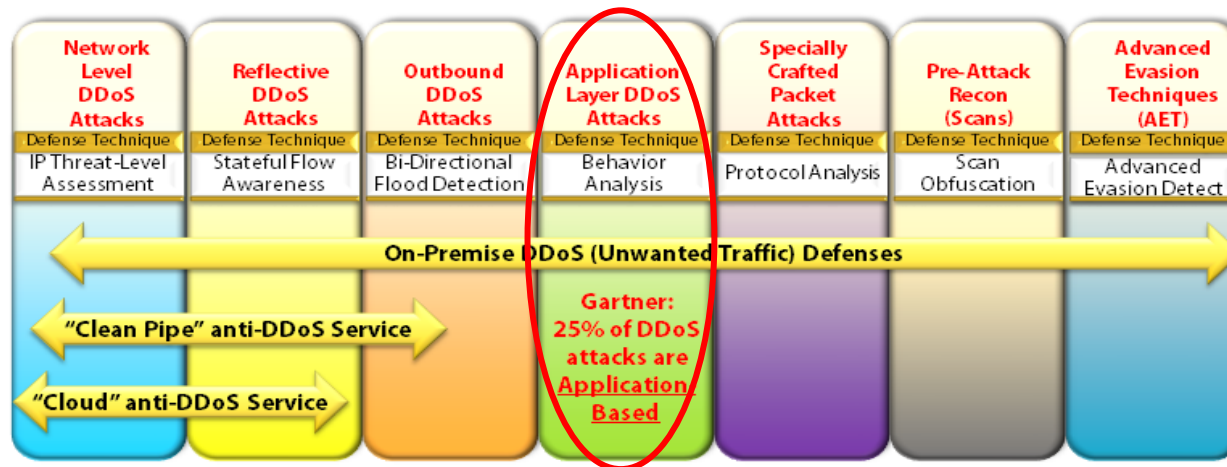 Network
Level
DDoS
Attacks
Defense Technique
IP Threat-Level
Assessment
Reflective
DDoS
Attacks
Defense Technique
Stateful Flow
Awareness
Outbound
DDoS
Attacks
Defense Technique
Bi-Directional
Flood Detection
Application
Layer DDoS
Attacks
Defense Technique
Behavior
Analysis
Specially
Crafted
Packet
Attacks
Defense Technique
Protocol Analysis
Pre-Attack
Recon
(Scans)
Defense Technique
Scan
Obfuscation
Advanced
Evasion
Techniques
(AET)
Defense Technique
Advanced
Evasion Detect
On-Premise DDoS (Unwanted Traffic) Defenses
"Clean Pipe" anti-DDoS Service
"Cloud" anti-DDoS Service
Gartner:
25% of DDoS
attacks are
Application
Based